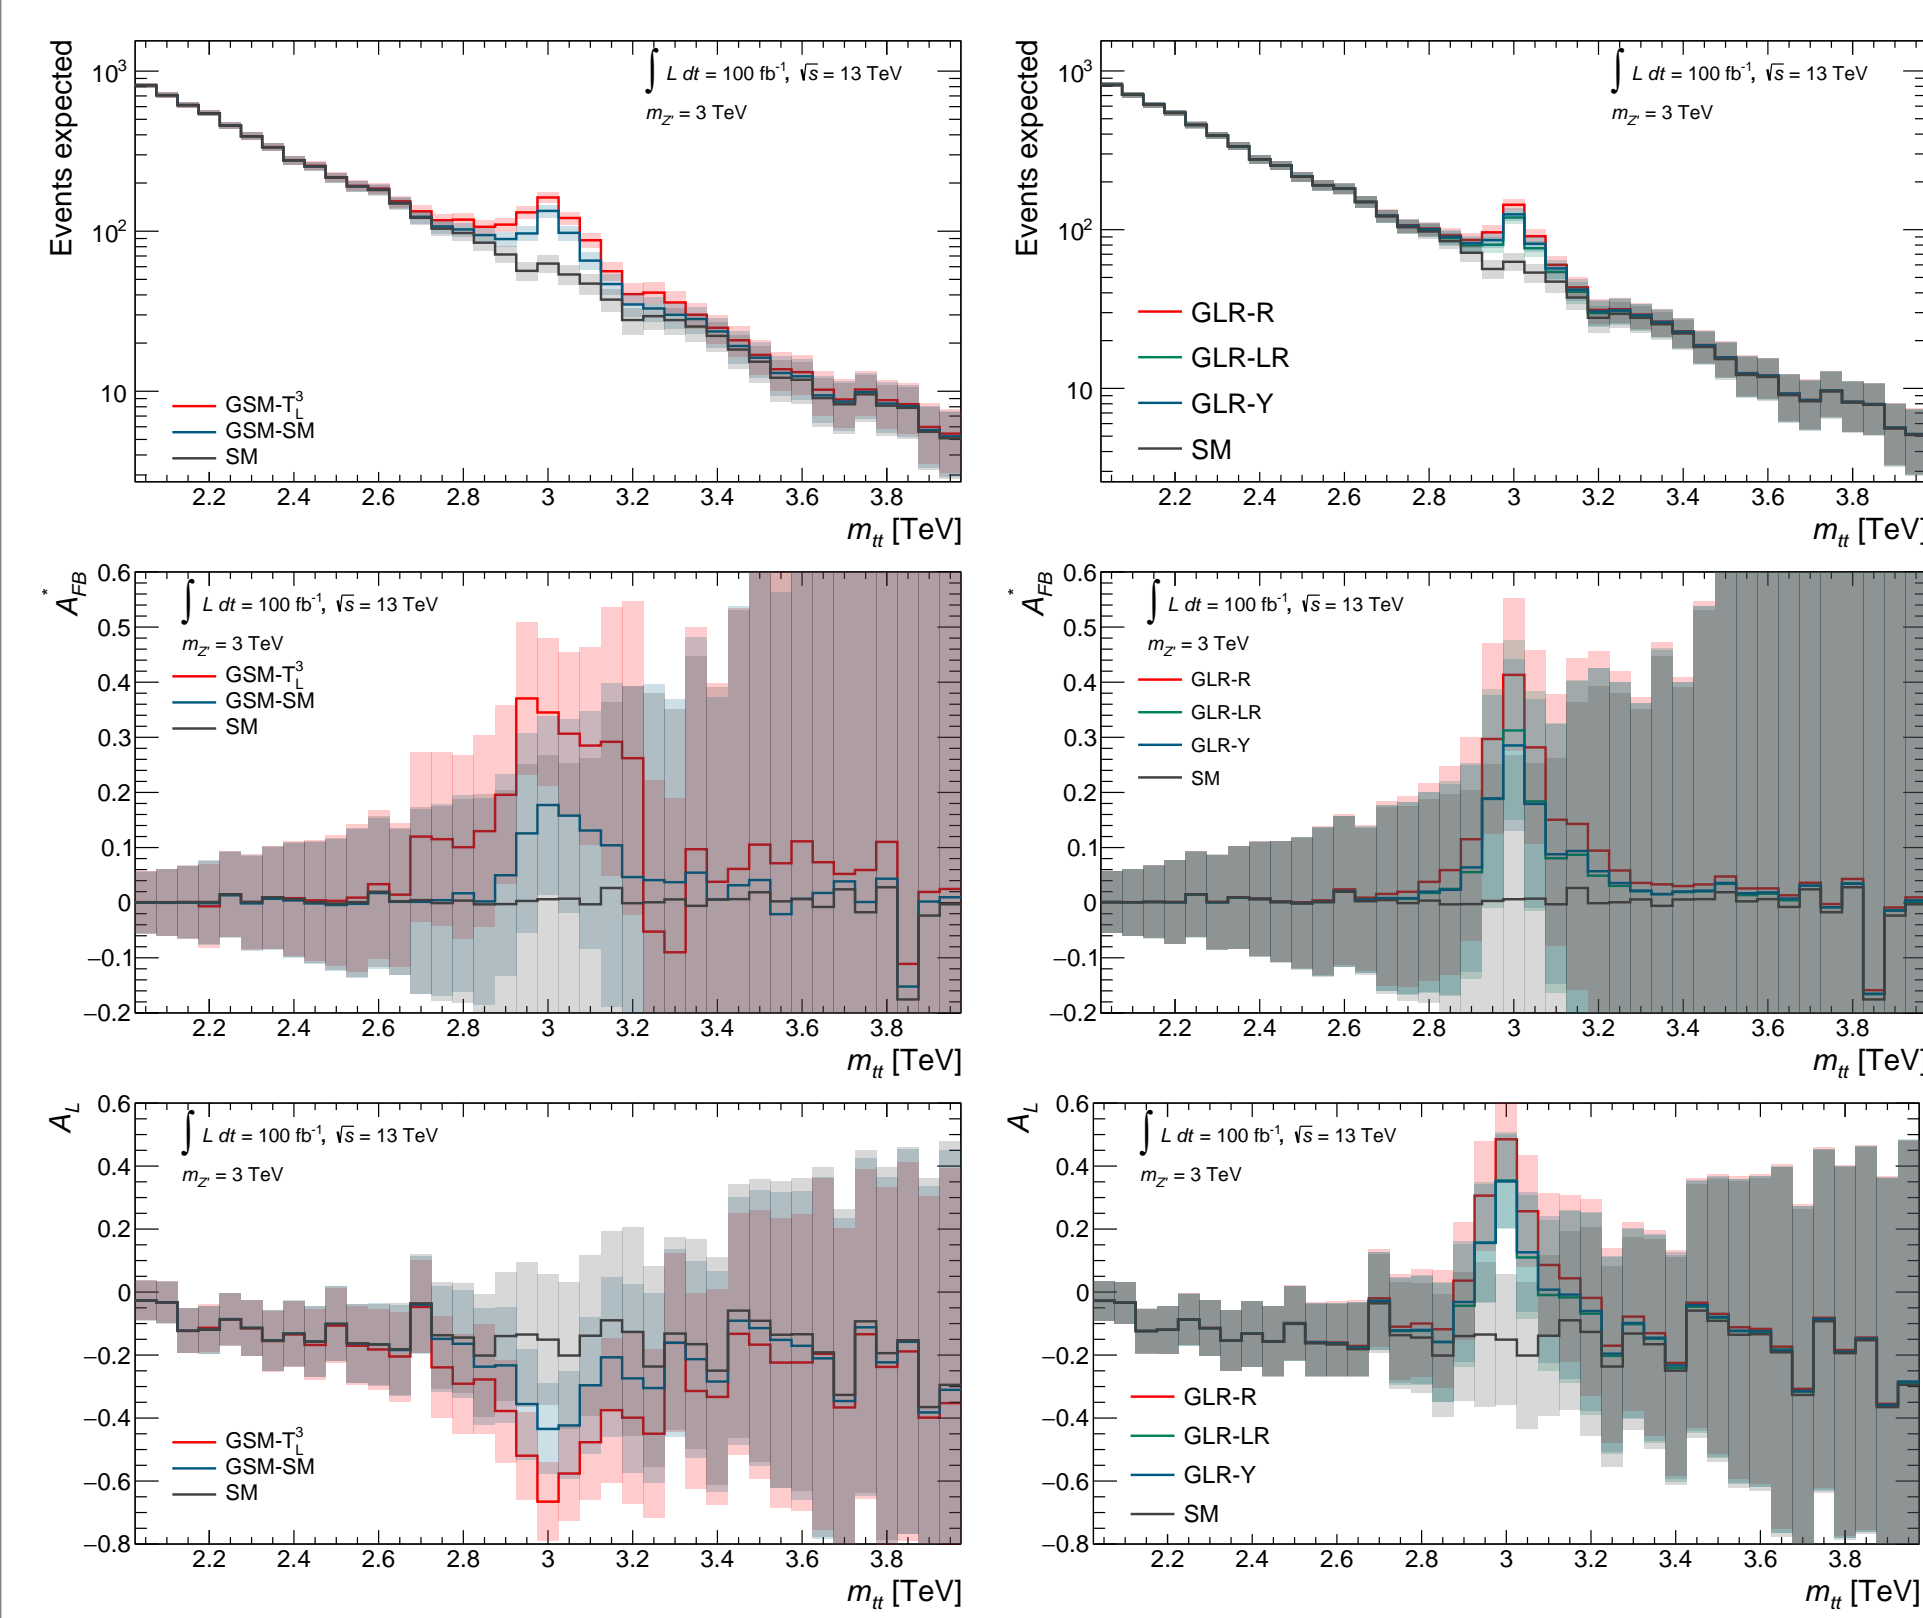 Events expected
10³
10²
10
∫ L dt = 100 fb⁻¹, √s = 13 TeV
m_Z' = 3 TeV
GSM-T³_L
GSM-SM
SM
2.2 2.4 2.6 2.8 3 3.2 3.4 3.6 3.8
m_tt [TeV]
Events expected
10³
10²
10
∫ L dt = 100 fb⁻¹, √s = 13 TeV
m_Z' = 3 TeV
GLR-R
GLR-LR
GLR-Y
SM
2.2 2.4 2.6 2.8 3 3.2 3.4 3.6 3.8
m_tt [TeV]
A*_FB
0.6
0.5
0.4
0.3
0.2
0.1
0
−0.1
−0.2
∫ L dt = 100 fb⁻¹, √s = 13 TeV
m_Z' = 3 TeV
GSM-T³_L
GSM-SM
SM
2.2 2.4 2.6 2.8 3 3.2 3.4 3.6 3.8
m_tt [TeV]
A*_FB
0.6
0.5
0.4
0.3
0.2
0.1
0
−0.1
−0.2
∫ L dt = 100 fb⁻¹, √s = 13 TeV
m_Z' = 3 TeV
GLR-R
GLR-LR
GLR-Y
SM
2.2 2.4 2.6 2.8 3 3.2 3.4 3.6 3.8
m_tt [TeV]
A_L
0.6
0.4
0.2
0
−0.2
−0.4
−0.6
−0.8
∫ L dt = 100 fb⁻¹, √s = 13 TeV
m_Z' = 3 TeV
GSM-T³_L
GSM-SM
SM
2.2 2.4 2.6 2.8 3 3.2 3.4 3.6 3.8
m_tt [TeV]
A_L
0.6
0.4
0.2
0
−0.2
−0.4
−0.6
−0.8
∫ L dt = 100 fb⁻¹, √s = 13 TeV
m_Z' = 3 TeV
GLR-R
GLR-LR
GLR-Y
SM
2.2 2.4 2.6 2.8 3 3.2 3.4 3.6 3.8
m_tt [TeV]